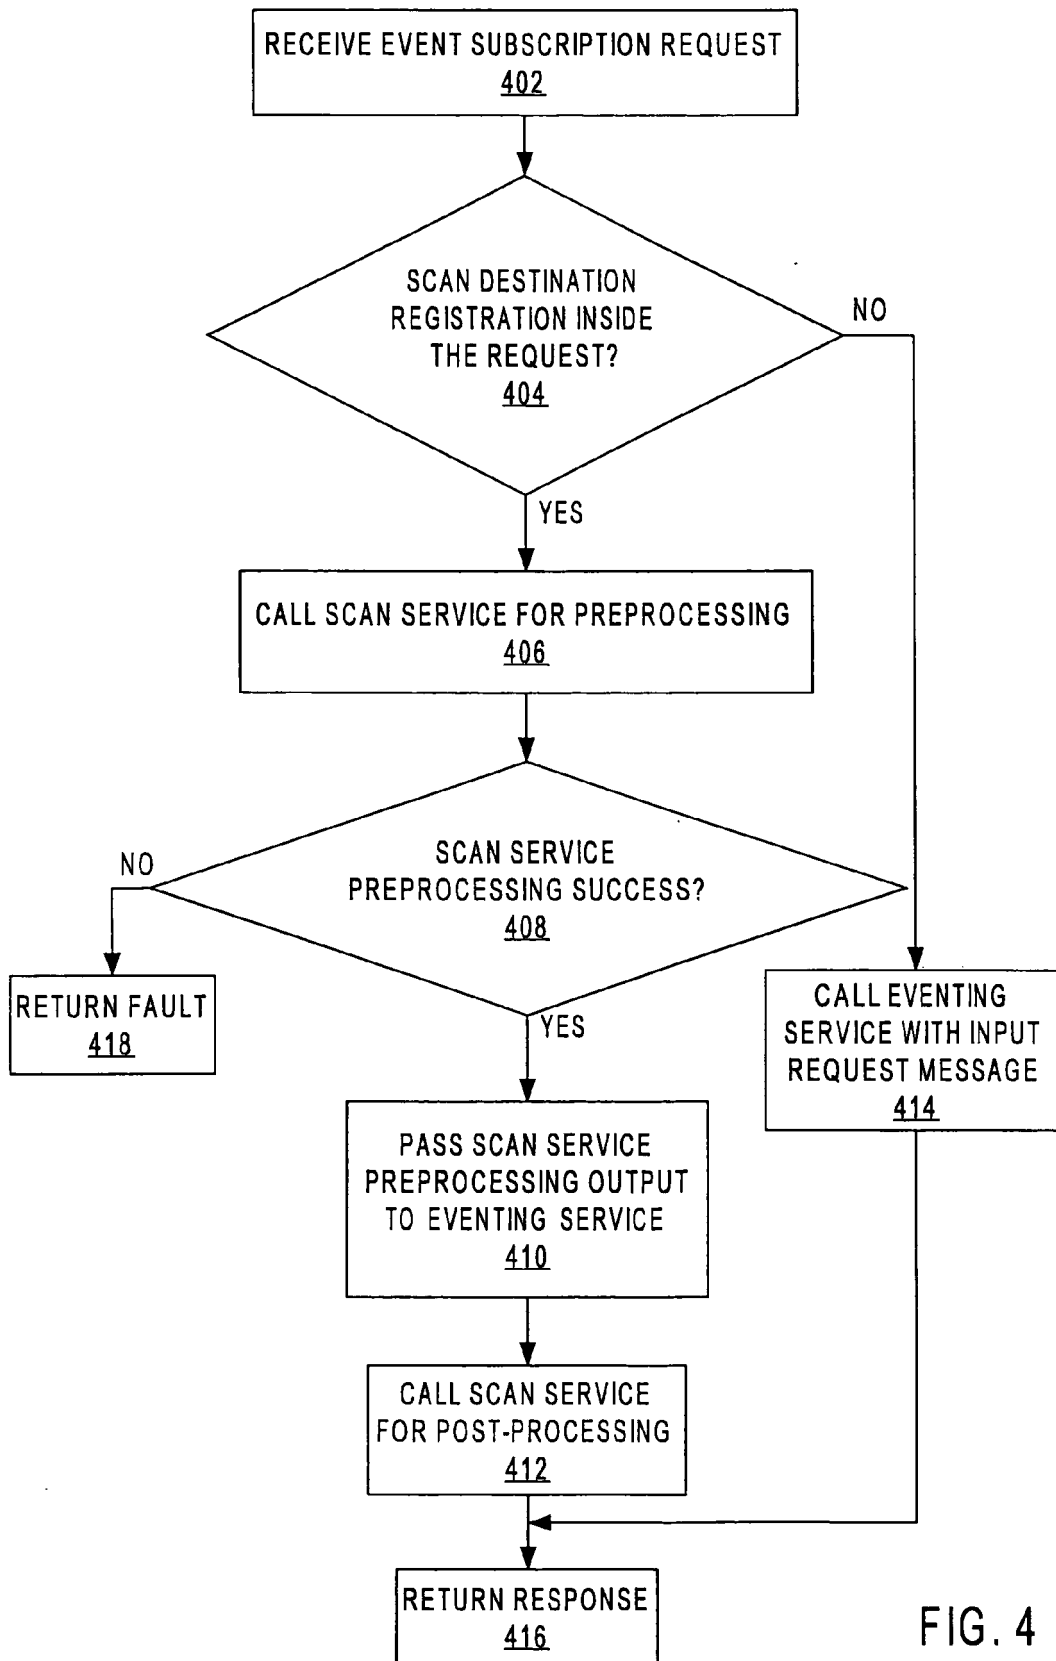 RECEIVE EVENT SUBSCRIPTION REQUEST
402
SCAN DESTINATION
REGISTRATION INSIDE
THE REQUEST?
404
NO
YES
CALL SCAN SERVICE FOR PREPROCESSING
406
SCAN SERVICE
PREPROCESSING SUCCESS?
408
NO
YES
RETURN FAULT
418
CALL EVENTING
SERVICE WITH INPUT
REQUEST MESSAGE
414
PASS SCAN SERVICE
PREPROCESSING OUTPUT
TO EVENTING SERVICE
410
CALL SCAN SERVICE
FOR POST-PROCESSING
412
RETURN RESPONSE
416
FIG. 4